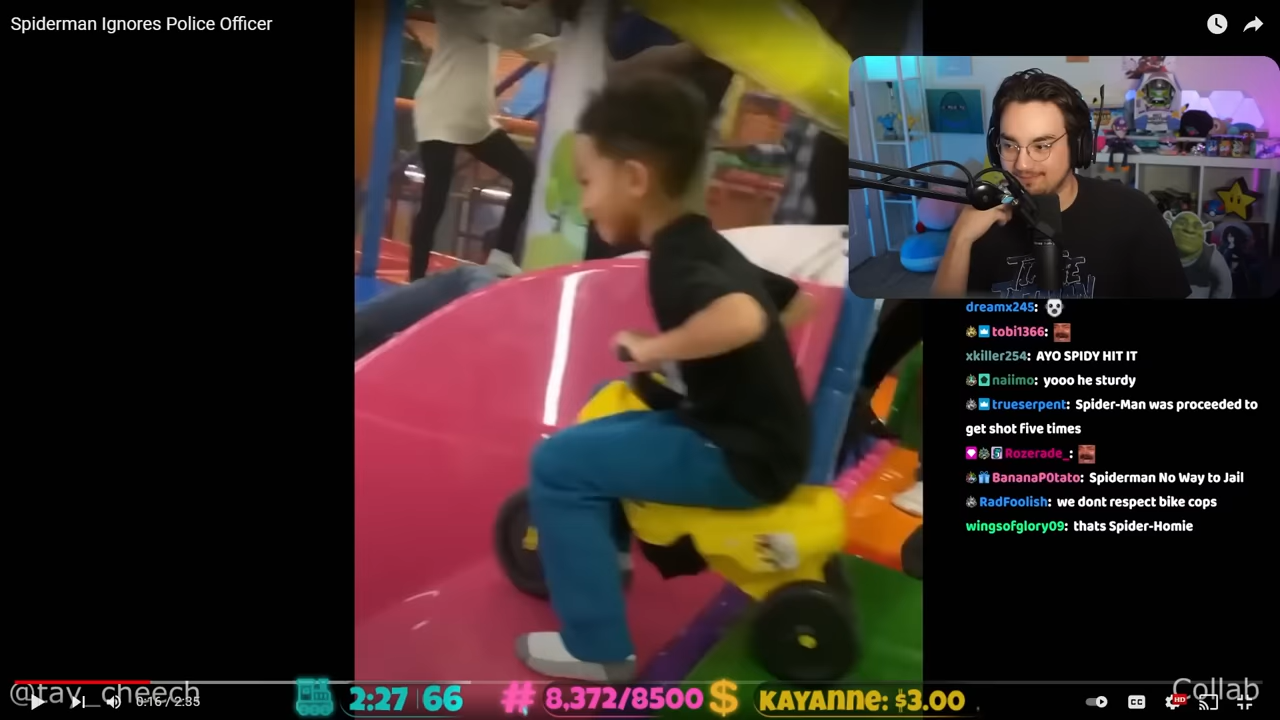 Spiderman Ignores Police Officer
dreamx245:
tobi1366:
xkiller254: AYO SPIDY HIT IT
naiimo: yooo he sturdy
trueserpent: Spider-Man was proceeded to
get shot five times
Rozerade_:
BananaP0tato: Spiderman No Way to Jail
RadFoolish: we dont respect bike cops
wingsofglory09: thats Spider-Homie
@tay_cheech
Collab
0:16 / 2:35
2:27 66
# 8,372/8500
$ KAYANNE: $3.00
CC
HD